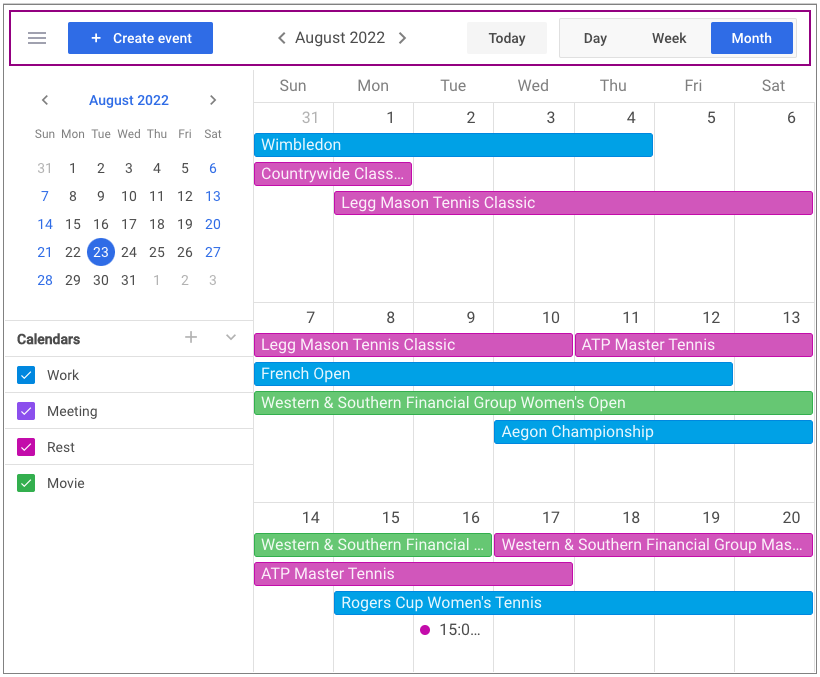 + Create event
August 2022
Today
Day Week Month
August 2022
Sun Mon Tue Wed Thu Fri Sat
31 1 2 3 4 5 6
7 8 9 10 11 12 13
14 15 16 17 18 19 20
21 22 23 24 25 26 27
28 29 30 31 1 2 3
Calendars
Work
Meeting
Rest
Movie
Sun Mon Tue Wed Thu Fri Sat
31 1 2 3 4 5 6
Wimbledon
Countrywide Class...
Legg Mason Tennis Classic
7 8 9 10 11 12 13
Legg Mason Tennis Classic ATP Master Tennis
French Open
Western & Southern Financial Group Women's Open
Aegon Championship
14 15 16 17 18 19 20
Western & Southern Financial ... Western & Southern Financial Group Mas...
ATP Master Tennis
Rogers Cup Women's Tennis
15:0...